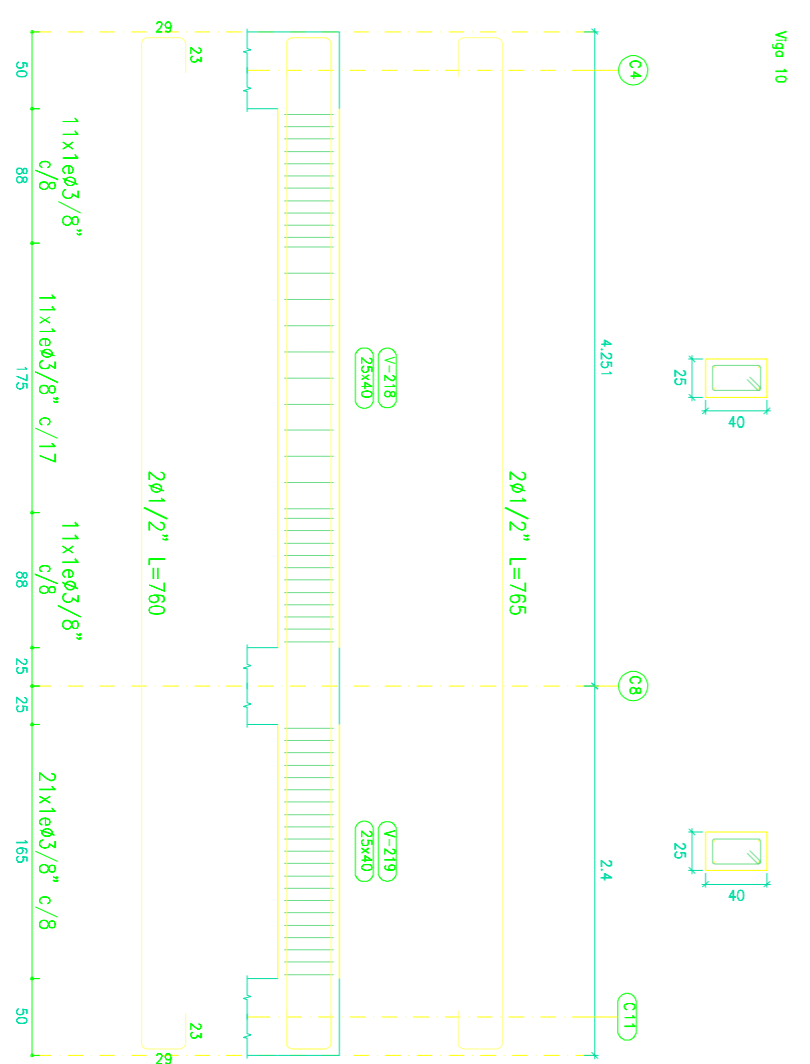 Viga 10
25
40
25
40
C4
C8
C11
4.251
2.4
2ø1/2" L=765
V-218
25x40
V-219
25x40
23
23
29
29
2ø1/2" L=760
11x1eø3/8"
c/8
11x1eø3/8" c/17
11x1eø3/8"
c/8
21x1eø3/8" c/8
50
88
175
88
25
25
165
50